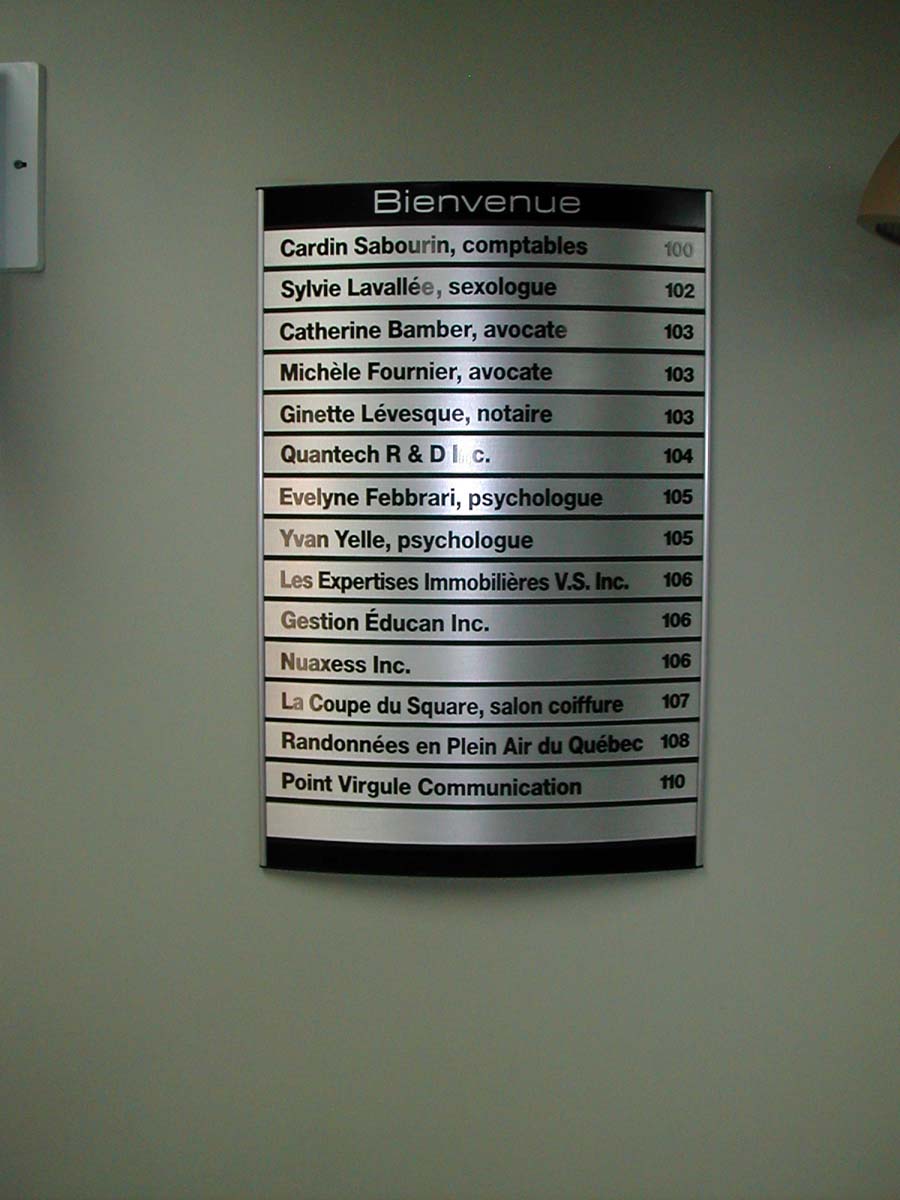 Bienvenue
Cardin Sabourin, comptables 100
Sylvie Lavallée, sexologue 102
Catherine Bamber, avocate 103
Michèle Fournier, avocate 103
Ginette Lévesque, notaire 103
Quantech R & D Inc. 104
Evelyne Febbrari, psychologue 105
Yvan Yelle, psychologue 105
Les Expertises Immobilières V.S. Inc. 106
Gestion Éducan Inc. 106
Nuaxess Inc. 106
La Coupe du Square, salon coiffure 107
Randonnées en Plein Air du Québec 108
Point Virgule Communication 110